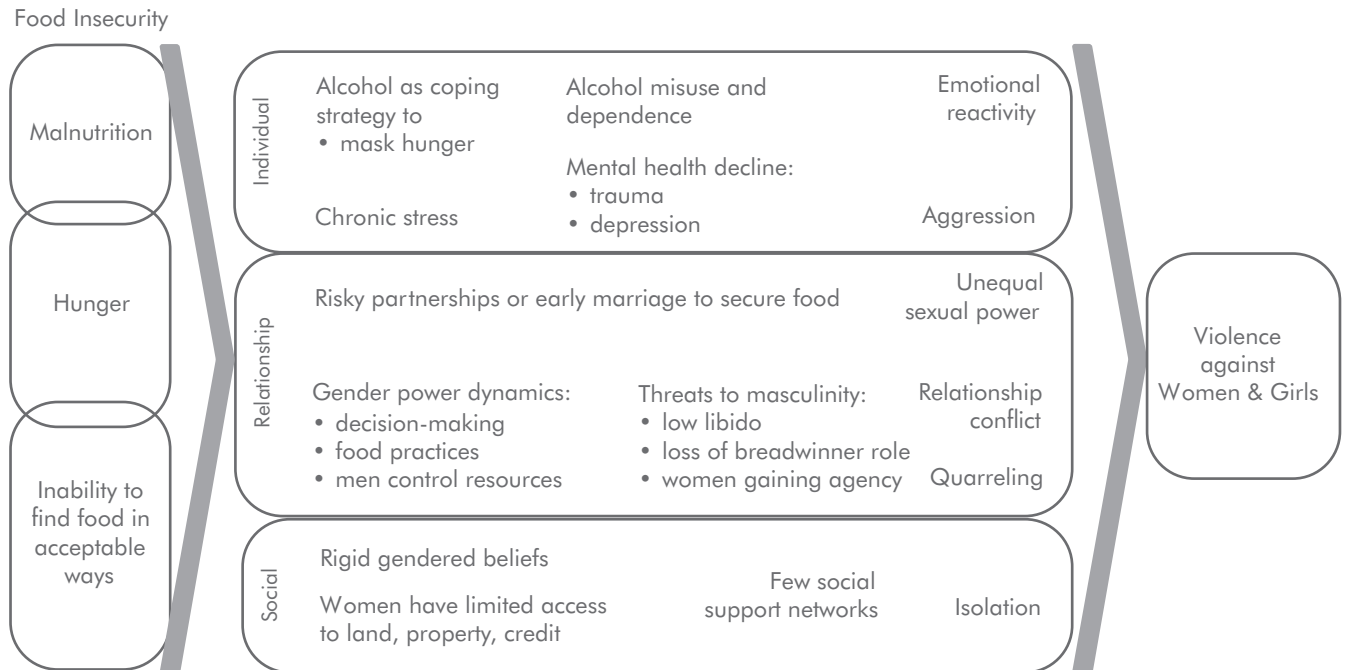 Food Insecurity
Malnutrition
Hunger
Inability to
find food in
acceptable
ways
Individual
Alcohol as coping
strategy to
• mask hunger
Chronic stress
Alcohol misuse and
dependence
Mental health decline:
• trauma
• depression
Emotional
reactivity
Aggression
Relationship
Risky partnerships or early marriage to secure food
Unequal
sexual power
Gender power dynamics:
• decision-making
• food practices
• men control resources
Threats to masculinity:
• low libido
• loss of breadwinner role
• women gaining agency
Relationship
conflict
Quarreling
Social
Rigid gendered beliefs
Women have limited access
to land, property, credit
Few social
support networks
Isolation
Violence
against
Women & Girls